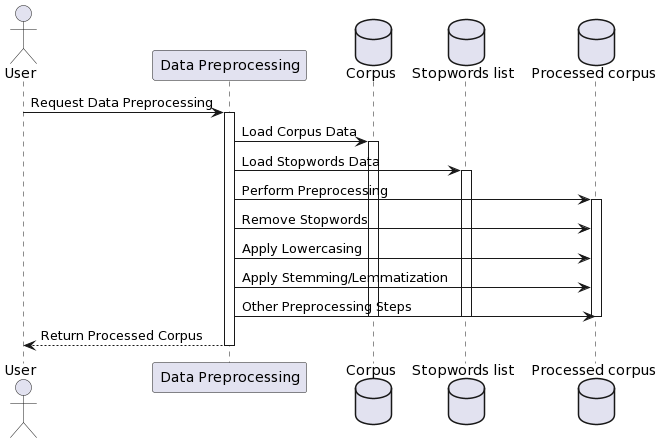 User
Data Preprocessing
Corpus
Stopwords list
Processed corpus
Request Data Preprocessing
Load Corpus Data
Load Stopwords Data
Perform Preprocessing
Remove Stopwords
Apply Lowercasing
Apply Stemming/Lemmatization
Other Preprocessing Steps
Return Processed Corpus
User
Data Preprocessing
Corpus
Stopwords list
Processed corpus